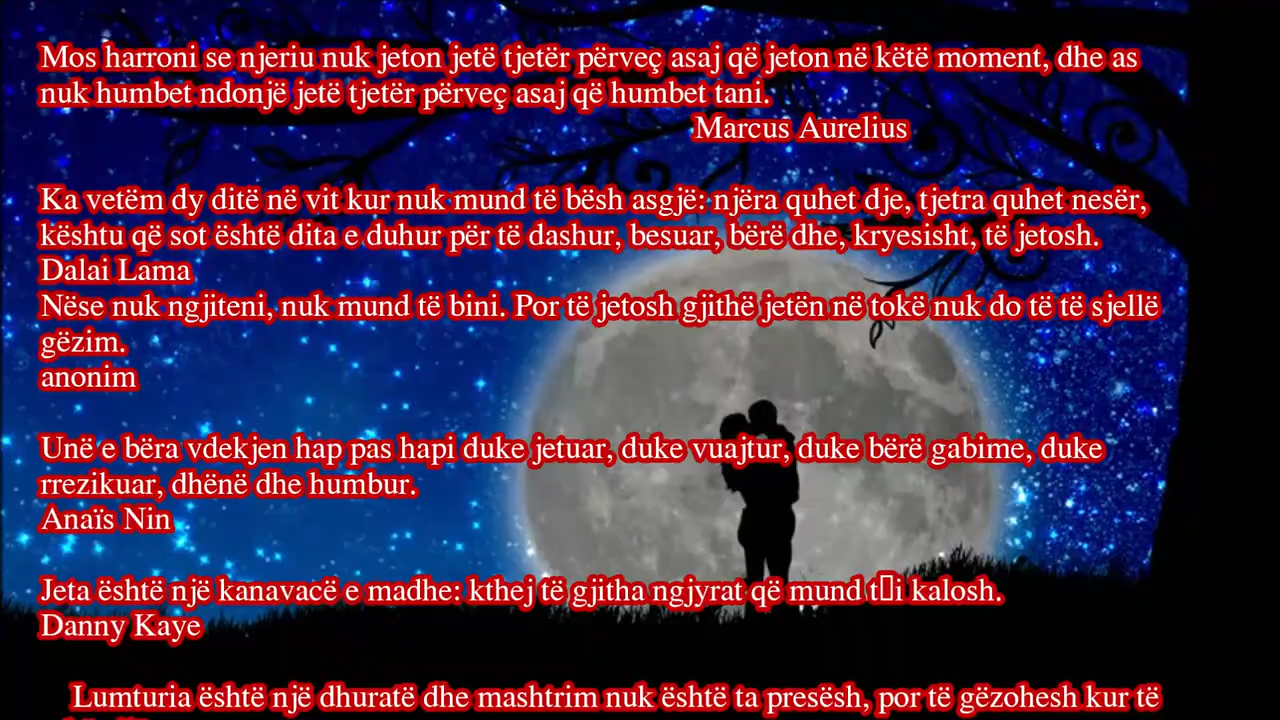 Mos harroni se njeriu nuk jeton jetë tjetër përveç asaj që jeton në këtë moment, dhe as
nuk humbet ndonjë jetë tjetër përveç asaj që humbet tani.
Marcus Aurelius
Ka vetëm dy ditë në vit kur nuk mund të bësh asgjë: njëra quhet dje, tjetra quhet nesër,
kështu që sot është dita e duhur për të dashur, besuar, bërë dhe, kryesisht, të jetosh.
Dalai Lama
Nëse nuk ngjiteni, nuk mund të bini. Por të jetosh gjithë jetën në tokë nuk do të të sjellë
gëzim.
anonim
Unë e bëra vdekjen hap pas hapi duke jetuar, duke vuajtur, duke bërë gabime, duke
rrezikuar, dhënë dhe humbur.
Anaïs Nin
Jeta është një kanavacë e madhe: kthej të gjitha ngjyrat që mund t▯i kalosh.
Danny Kaye
Lumturia është një dhuratë dhe mashtrim nuk është ta presësh, por të gëzohesh kur të